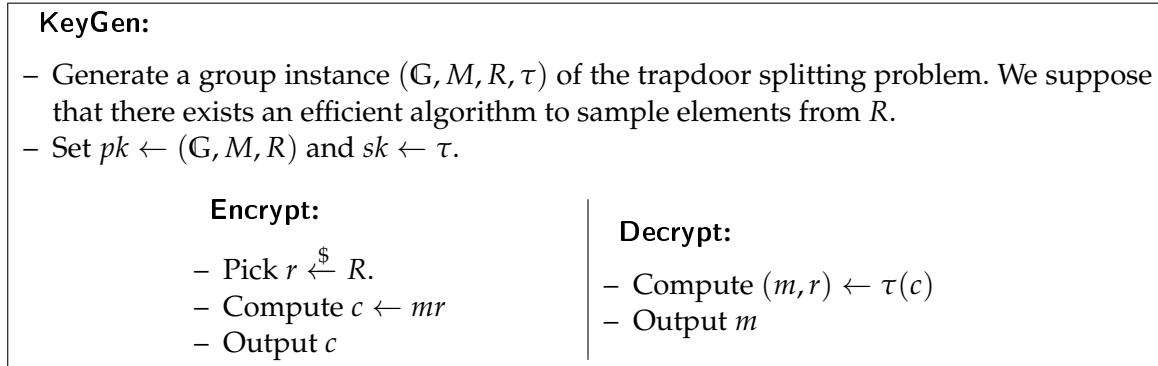 KeyGen:
– Generate a group instance (𝔾, M, R, τ) of the trapdoor splitting problem. We suppose
that there exists an efficient algorithm to sample elements from R.
– Set pk ← (𝔾, M, R) and sk ← τ.
Encrypt:
– Pick r $← R.
– Compute c ← mr
– Output c
Decrypt:
– Compute (m, r) ← τ(c)
– Output m